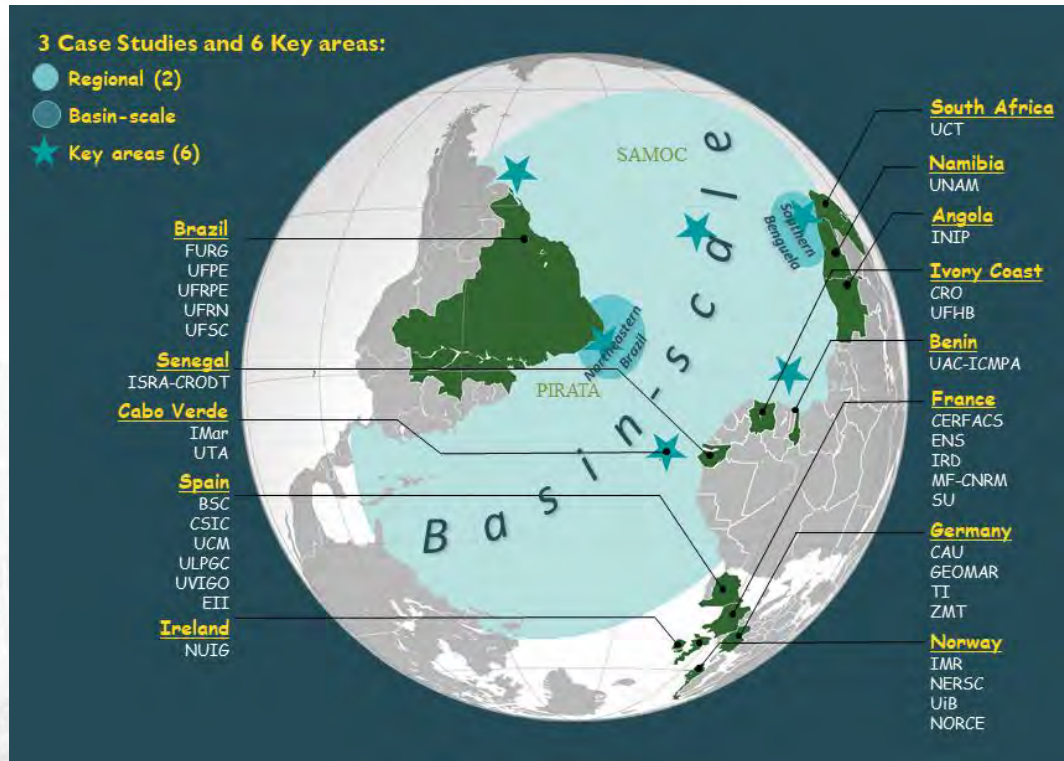 3 Case Studies and 6 Key areas:
Regional (2)
Basin-scale
Key areas (6)
Brazil
FURG
UFPE
UFRPE
UFRN
UFSC
Senegal
ISRA-CRODT
Cabo Verde
IMar
UTA
Spain
BSC
CSIC
UCM
ULPGC
UVIGO
EII
Ireland
NUIG
SAMOC
PIRATA
Basin-scale
Northeastern
Brazil
Southern
Benguela
South Africa
UCT
Namibia
UNAM
Angola
INIP
Ivory Coast
CRO
UFHB
Benin
UAC-ICMPA
France
CERFACS
ENS
IRD
MF-CNRM
SU
Germany
CAU
GEOMAR
TI
ZMT
Norway
IMR
NERSC
UiB
NORCE